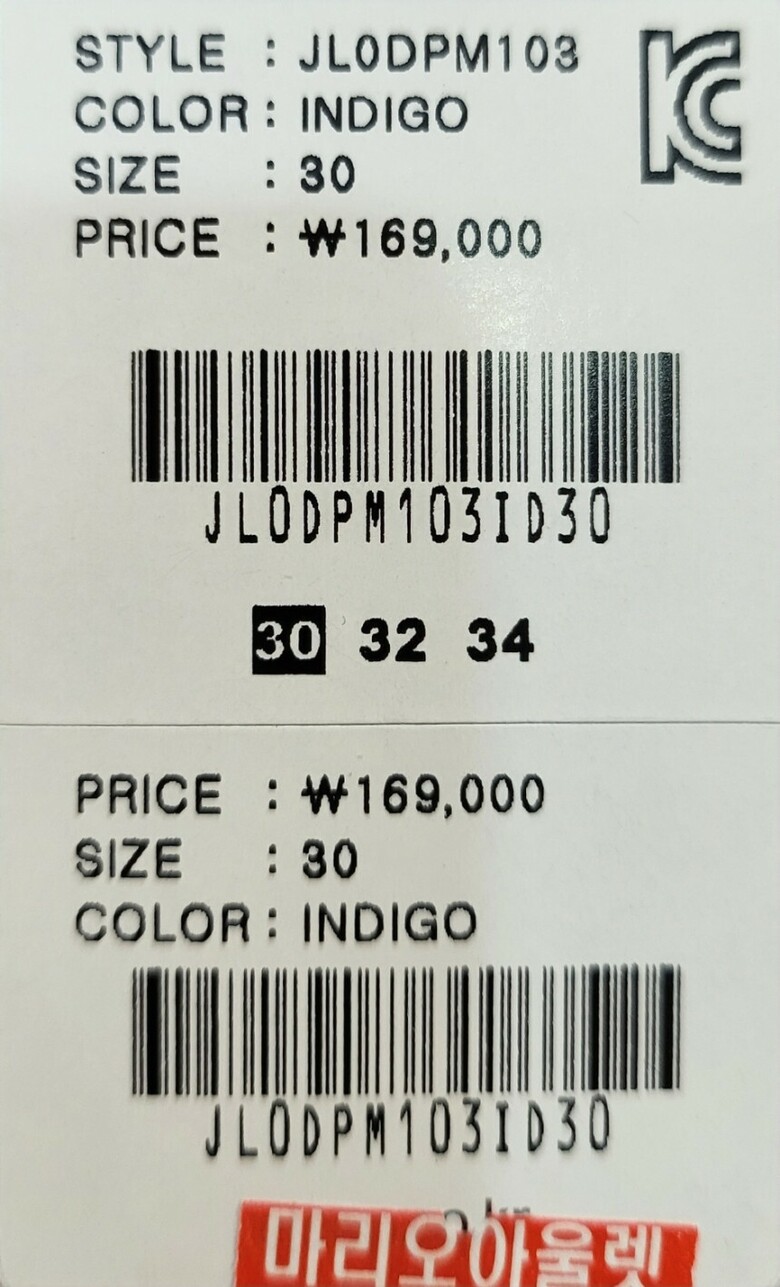 STYLE : JL0DPM103
COLOR : INDIGO
SIZE : 30
PRICE : ₩169,000
JL0DPM103ID30
30 32 34
PRICE : ₩169,000
SIZE : 30
COLOR : INDIGO
JL0DPM103ID30
마리오아울렛